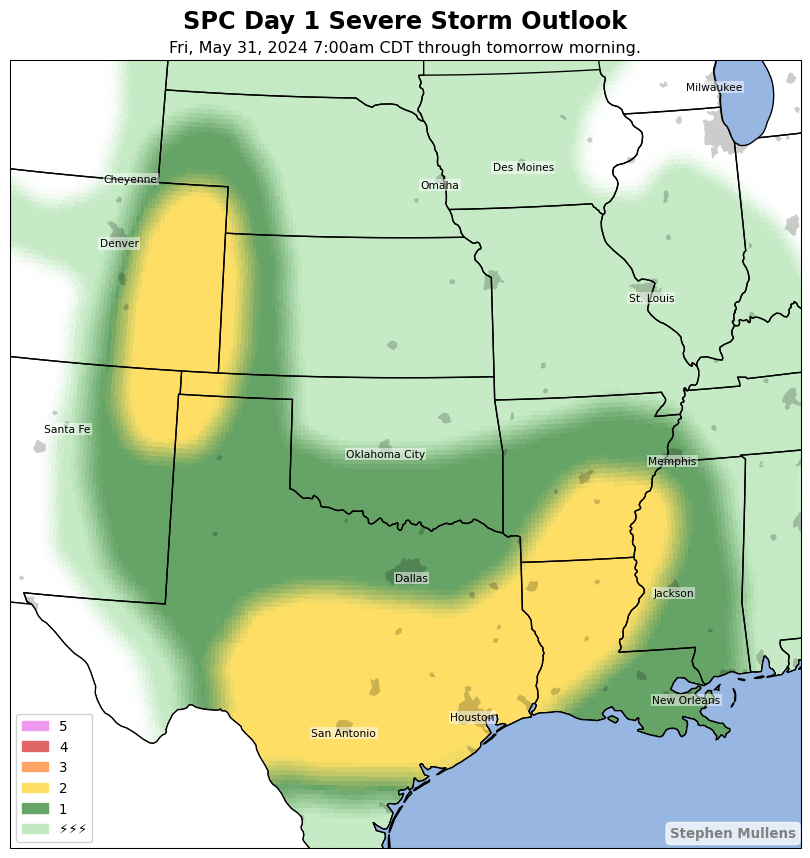 SPC Day 1 Severe Storm Outlook
Fri, May 31, 2024 7:00am CDT through tomorrow morning.
Milwaukee
Des Moines
Cheyenne
Omaha
Denver
St. Louis
Santa Fe
Oklahoma City
Memphis
Dallas
Jackson
New Orleans
Houston
San Antonio
5
4
3
2
1
⚡⚡⚡
Stephen Mullens